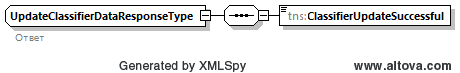 UpdateClassifierDataResponseType
tns:ClassifierUpdateSuccessful
Ответ
Generated by XMLSpy
www.altova.com